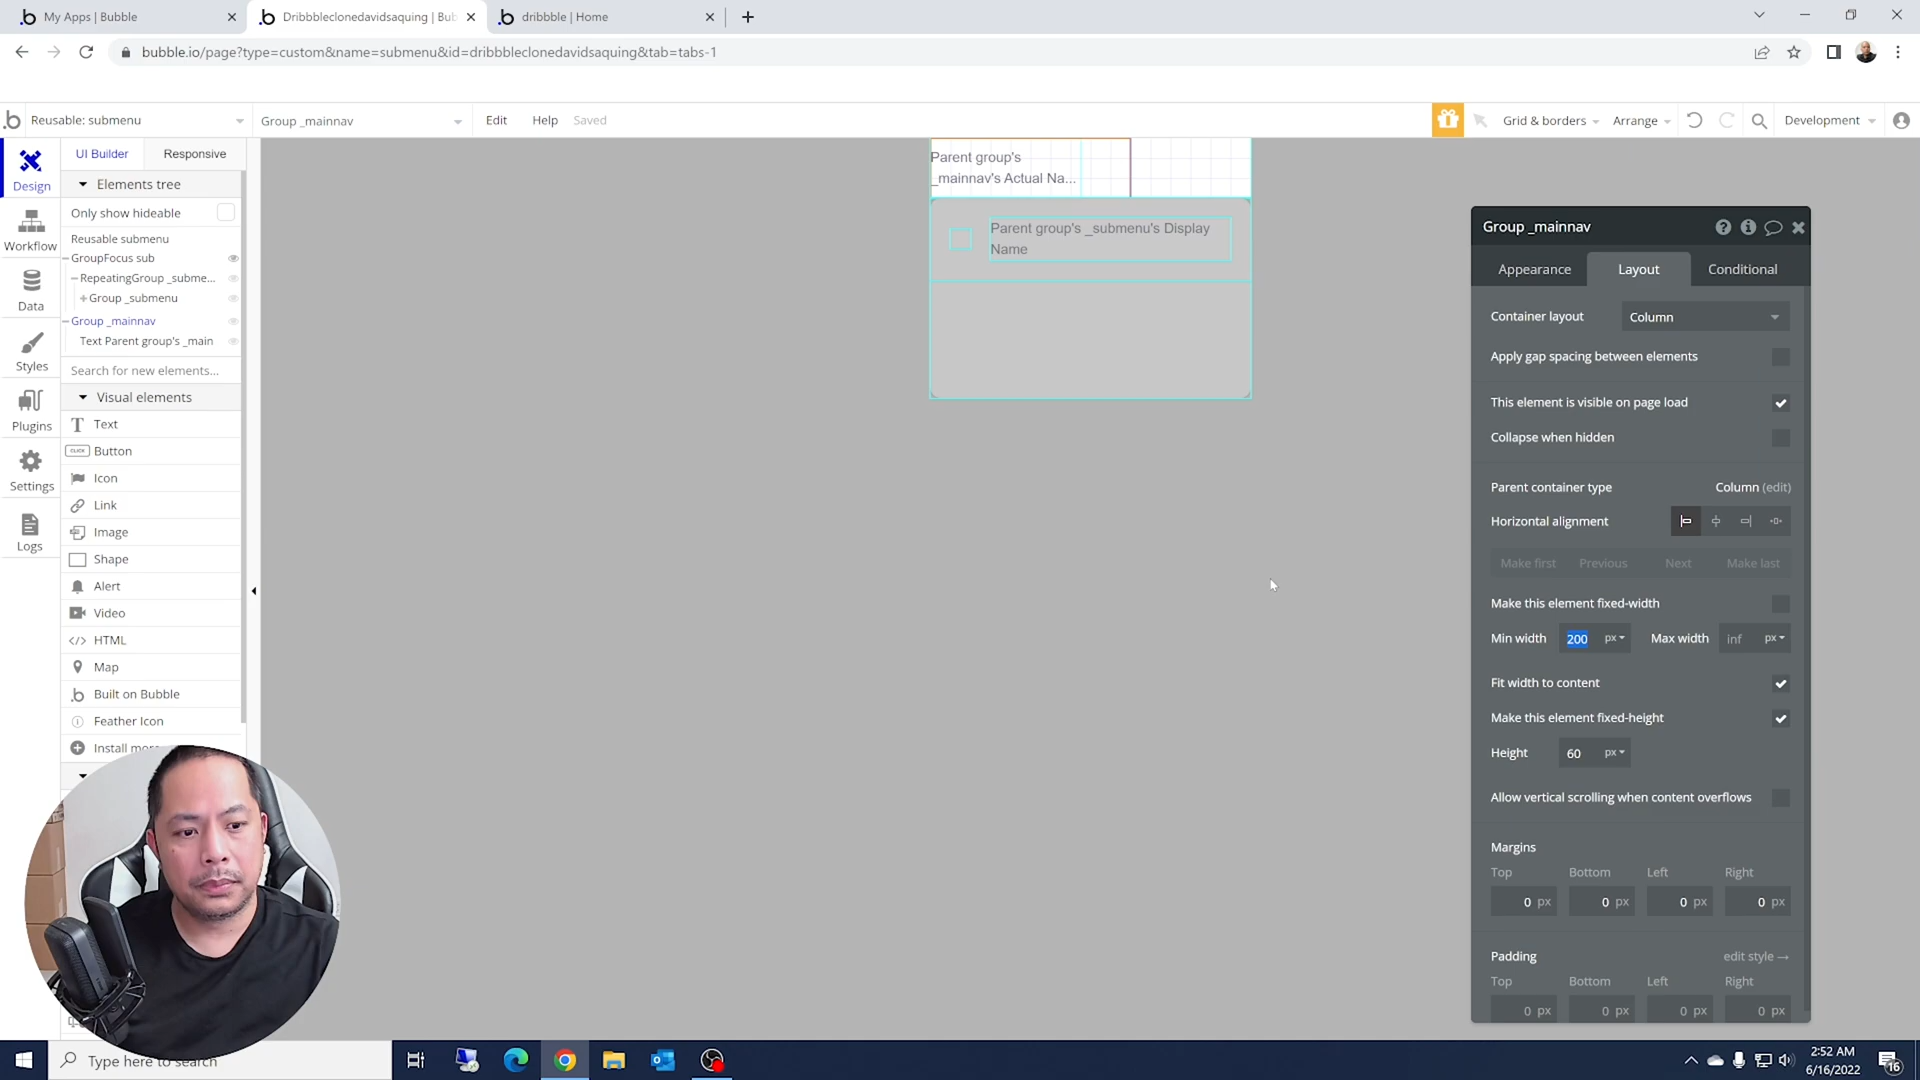 My Apps | Bubble
Dribbbleclonedavidsaquing | Bub
dribbble | Home
bubble.io/page?type=custom&name=submenu&id=dribbbleclonedavidsaquing&tab=tabs-1
Reusable: submenu
Group _mainnav
Edit
Help
Saved
Grid & borders
Arrange
Development
Design
Workflow
Data
Styles
Plugins
Settings
Logs
UI Builder
Responsive
Elements tree
Only show hideable
Reusable submenu
GroupFocus sub
RepeatingGroup _subme...
Group _submenu
Group _mainnav
Text Parent group's _main
Search for new elements...
Visual elements
Text
CLICK
Button
Icon
Link
Image
Shape
Alert
Video
HTML
Map
Built on Bubble
Feather Icon
Install mor
Parent group's
_mainnav's Actual Na...
Parent group's _submenu's Display
Name
Group _mainnav
Appearance
Layout
Conditional
Container layout
Column
Apply gap spacing between elements
This element is visible on page load
Collapse when hidden
Parent container type
Column (edit)
Horizontal alignment
Make first
Previous
Next
Make last
Make this element fixed-width
Min width
200
px
Max width
inf
px
Fit width to content
Make this element fixed-height
Height
60
px
Allow vertical scrolling when content overflows
Margins
Top
Bottom
Left
Right
0 px
0 px
0 px
0 px
Padding
edit style →
Top
Bottom
Left
Right
0 px
0 px
0 px
0 px
Type here to search
2:52 AM
6/16/2022
16